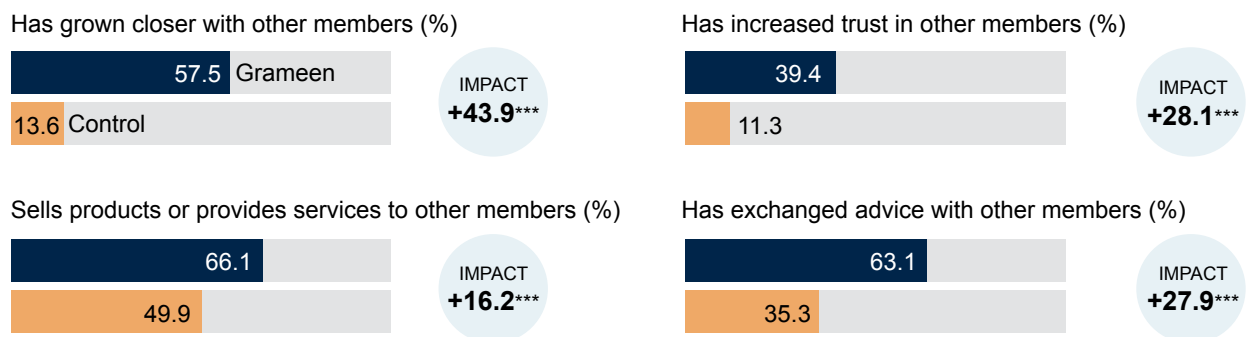 Has grown closer with other members (%)
57.5 Grameen
13.6 Control
IMPACT
+43.9***
Has increased trust in other members (%)
39.4
11.3
IMPACT
+28.1***
Sells products or provides services to other members (%)
66.1
49.9
IMPACT
+16.2***
Has exchanged advice with other members (%)
63.1
35.3
IMPACT
+27.9***